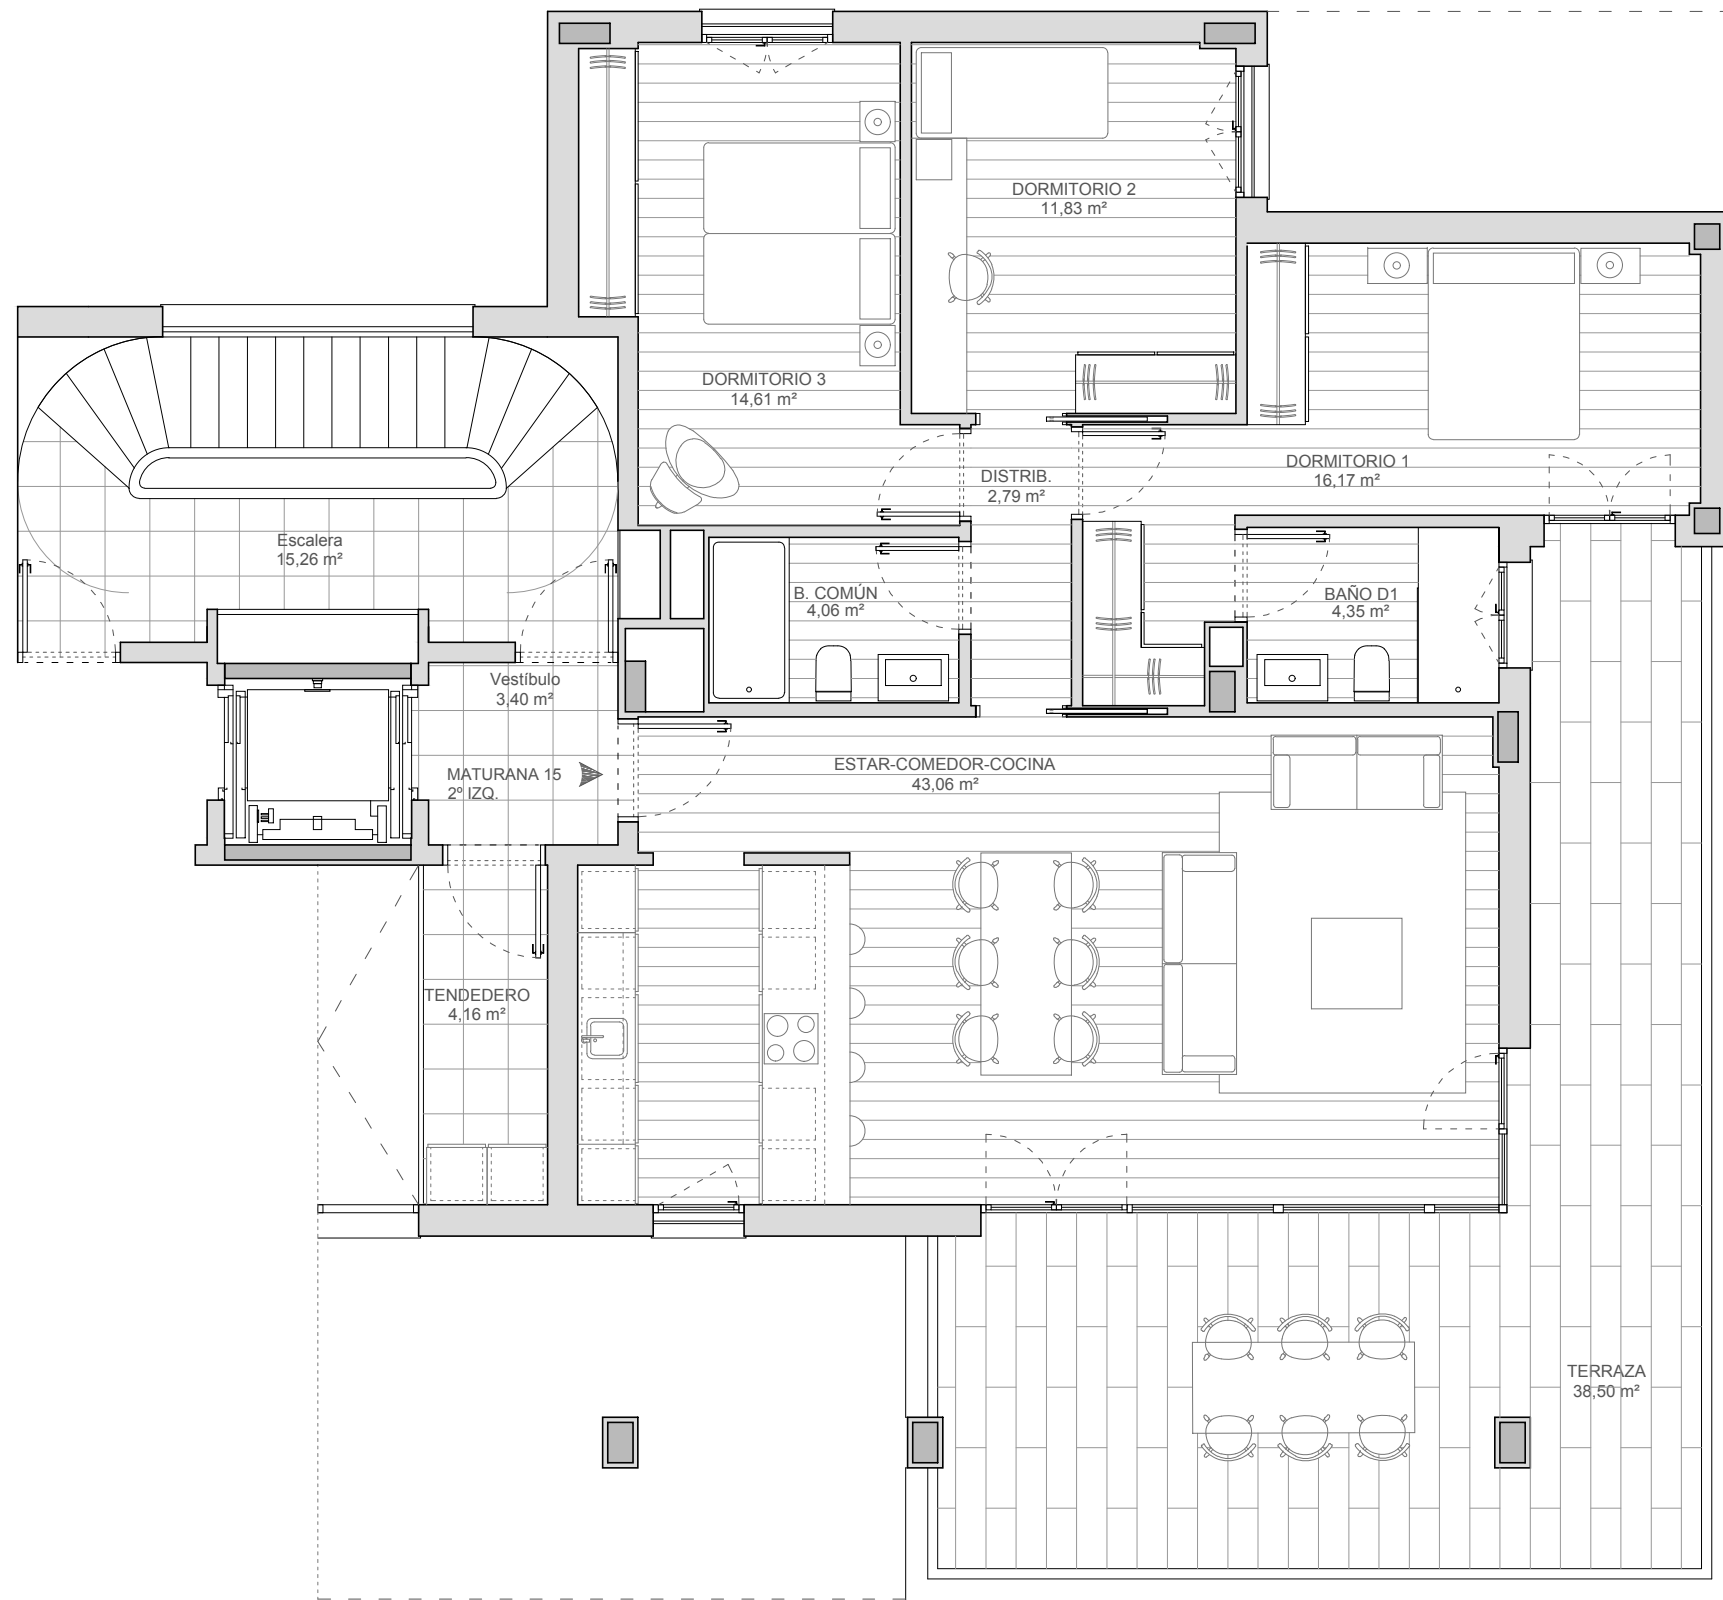 DORMITORIO 2
11,83 m²
DORMITORIO 3
14,61 m²
DORMITORIO 1
16,17 m²
DISTRIB.
2,79 m²
Escalera
15,26 m²
B. COMÚN
4,06 m²
BAÑO D1
4,35 m²
Vestíbulo
3,40 m²
MATURANA 15
2º IZQ.
ESTAR-COMEDOR-COCINA
43,06 m²
TENDEDERO
4,16 m²
TERRAZA
38,50 m²